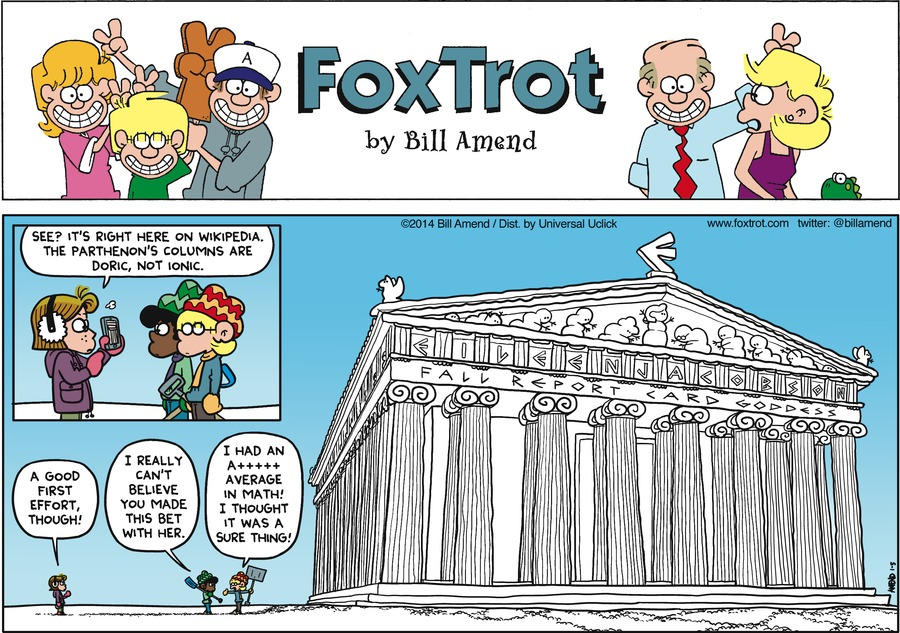 A
FOXTROT
by Bill Amend
©2014 Bill Amend / Dist. by Universal Uclick
www.foxtrot.com twitter: @billamend
SEE? IT'S RIGHT HERE ON WIKIPEDIA.
THE PARTHENON'S COLUMNS ARE
DORIC, NOT IONIC.
EILEEN JACOBSON
FALL REPORT CARD GODDESS
A GOOD
FIRST
EFFORT,
THOUGH!
I REALLY
CAN'T
BELIEVE
YOU MADE
THIS BET
WITH HER.
I HAD AN
A+++++
AVERAGE
IN MATH!
I THOUGHT
IT WAS A
SURE THING!
AMEND 1-5